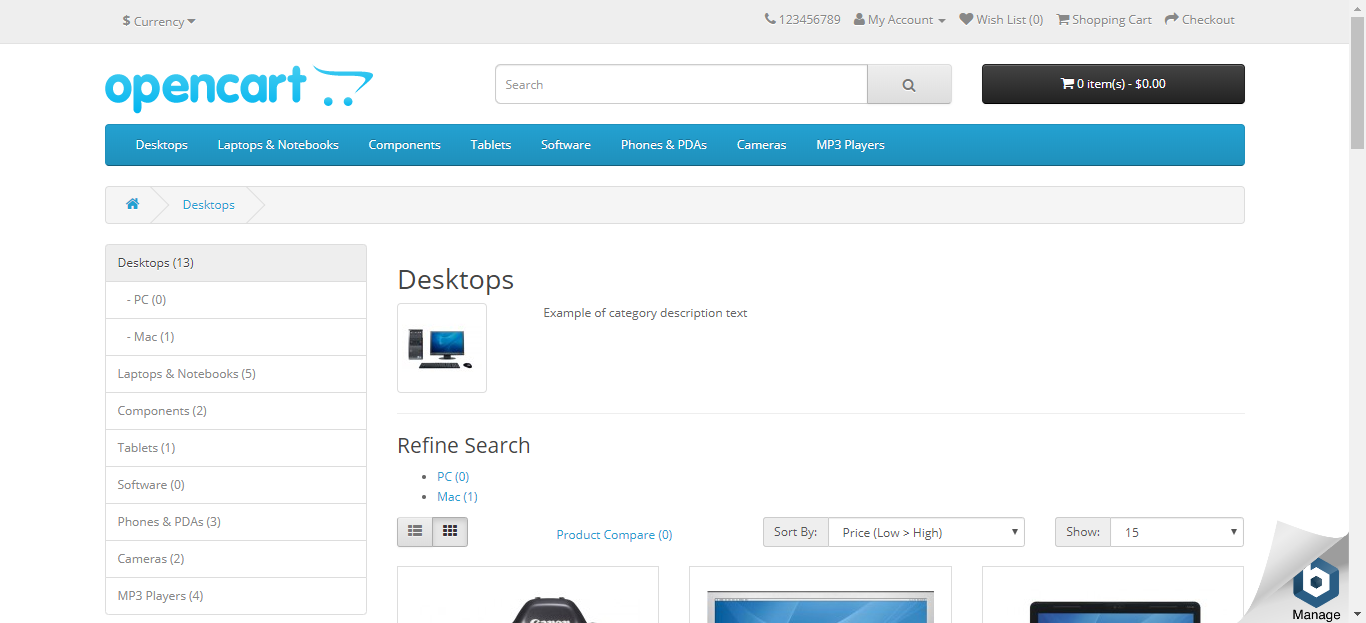 $ Currency
123456789 My Account Wish List (0) Shopping Cart Checkout
opencart
Search
0 item(s) - $0.00
Desktops Laptops & Notebooks Components Tablets Software Phones & PDAs Cameras MP3 Players
Desktops
Desktops (13)
- PC (0)
- Mac (1)
Laptops & Notebooks (5)
Components (2)
Tablets (1)
Software (0)
Phones & PDAs (3)
Cameras (2)
MP3 Players (4)
Desktops
Example of category description text
Refine Search
PC (0)
Mac (1)
Product Compare (0)
Sort By: Price (Low > High)
Show: 15
Canon
Manage